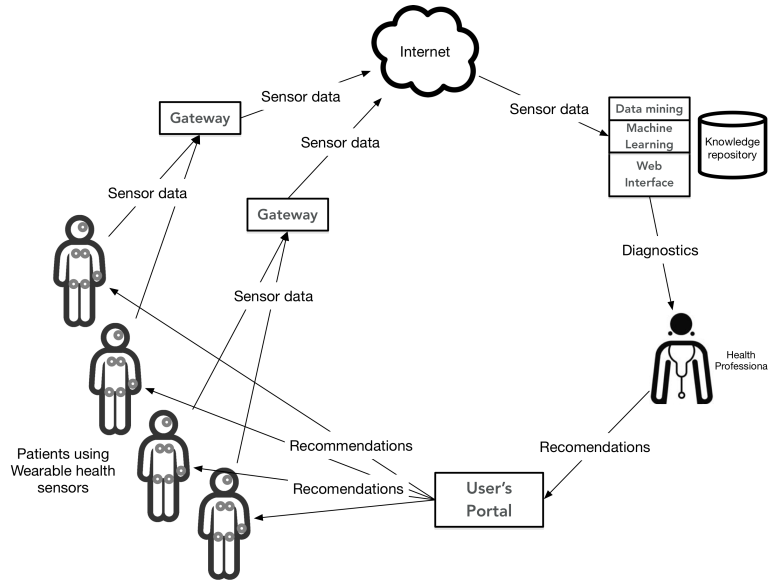 Internet
Sensor data
Sensor data
Data mining
Gateway
Machine
Learning
Knowledge
repository
Sensor data
Web
Interface
Sensor data
Gateway
Diagnostics
Sensor data
Health
Professiona
Patients using
Wearable health
sensors
Recommendations
Recomendations
Recomendations
User's
Portal